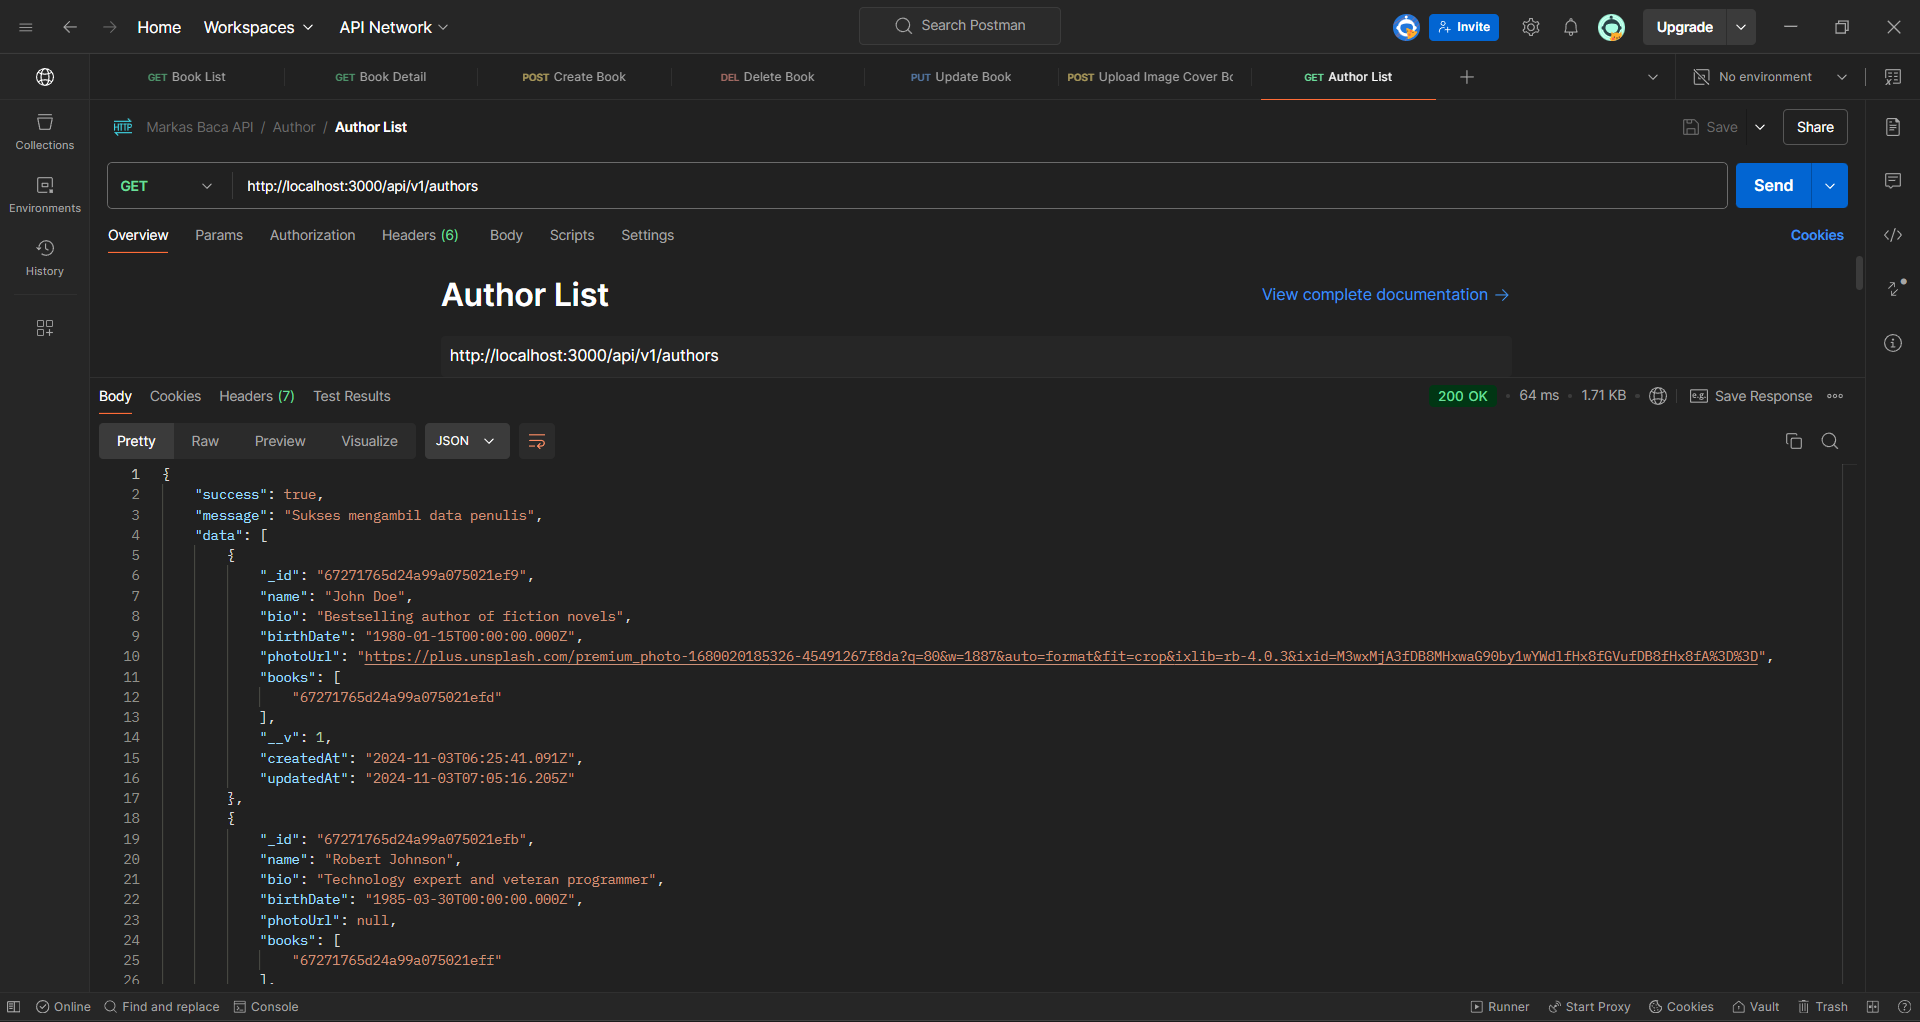 Home Workspaces API Network Search Postman Invite Upgrade
GET Book List GET Book Detail POST Create Book DEL Delete Book PUT Update Book POST Upload Image Cover Bo GET Author List No environment
Collections
Environments
History
HTTP Markas Baca API / Author / Author List Save Share
GET http://localhost:3000/api/v1/authors Send
Overview Params Authorization Headers (6) Body Scripts Settings Cookies
Author List View complete documentation →
http://localhost:3000/api/v1/authors
Body Cookies Headers (7) Test Results 200 OK 64 ms 1.71 KB e.g. Save Response
Pretty Raw Preview Visualize JSON
1 {
2 "success": true,
3 "message": "Sukses mengambil data penulis",
4 "data": [
5 {
6 "_id": "67271765d24a99a075021ef9",
7 "name": "John Doe",
8 "bio": "Bestselling author of fiction novels",
9 "birthDate": "1980-01-15T00:00:00.000Z",
10 "photoUrl": "https://plus.unsplash.com/premium_photo-1680020185326-45491267f8da?q=80&w=1887&auto=format&fit=crop&ixlib=rb-4.0.3&ixid=M3wxMjA3fDB8MHxwaG90by1wYWdlfHx8fGVufDB8fHx8fA%3D%3D",
11 "books": [
12 "67271765d24a99a075021efd"
13 ],
14 "__v": 1,
15 "createdAt": "2024-11-03T06:25:41.091Z",
16 "updatedAt": "2024-11-03T07:05:16.205Z"
17 },
18 {
19 "_id": "67271765d24a99a075021efb",
20 "name": "Robert Johnson",
21 "bio": "Technology expert and veteran programmer",
22 "birthDate": "1985-03-30T00:00:00.000Z",
23 "photoUrl": null,
24 "books": [
25 "67271765d24a99a075021eff"
26 ],
Online Find and replace Console Runner Start Proxy Cookies Vault Trash